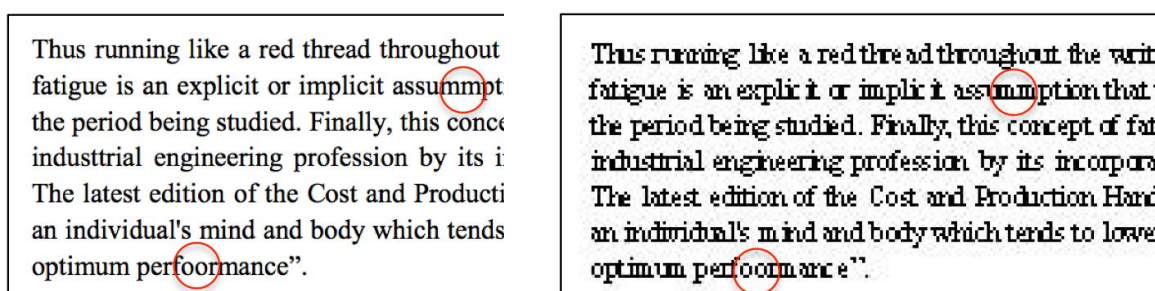 Thus running like a red thread throughout
fatigue is an explicit or implicit assummpt
the period being studied. Finally, this conce
industtrial engineering profession by its i
The latest edition of the Cost and Producti
an individual's mind and body which tends
optimum perfoormance”.
Thus running like a red thread throughout the writ
fatigue is an explicit or implicit assummption that
the period being studied. Finally, this concept of fat
industtrial engineering profession by its incorpora
The latest edition of the Cost and Production Hand
an individual's mind and body which tends to lowe
optimum perfoormance”.